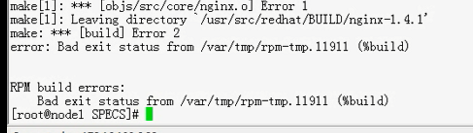 make[1]: *** [objs/src/core/nginx.o] Error 1
make[1]: Leaving directory `/usr/src/redhat/BUILD/nginx-1.4.1'
make: *** [build] Error 2
error: Bad exit status from /var/tmp/rpm-tmp.11911 (%build)
RPM build errors:
Bad exit status from /var/tmp/rpm-tmp.11911 (%build)
[root@node1 SPECS]#